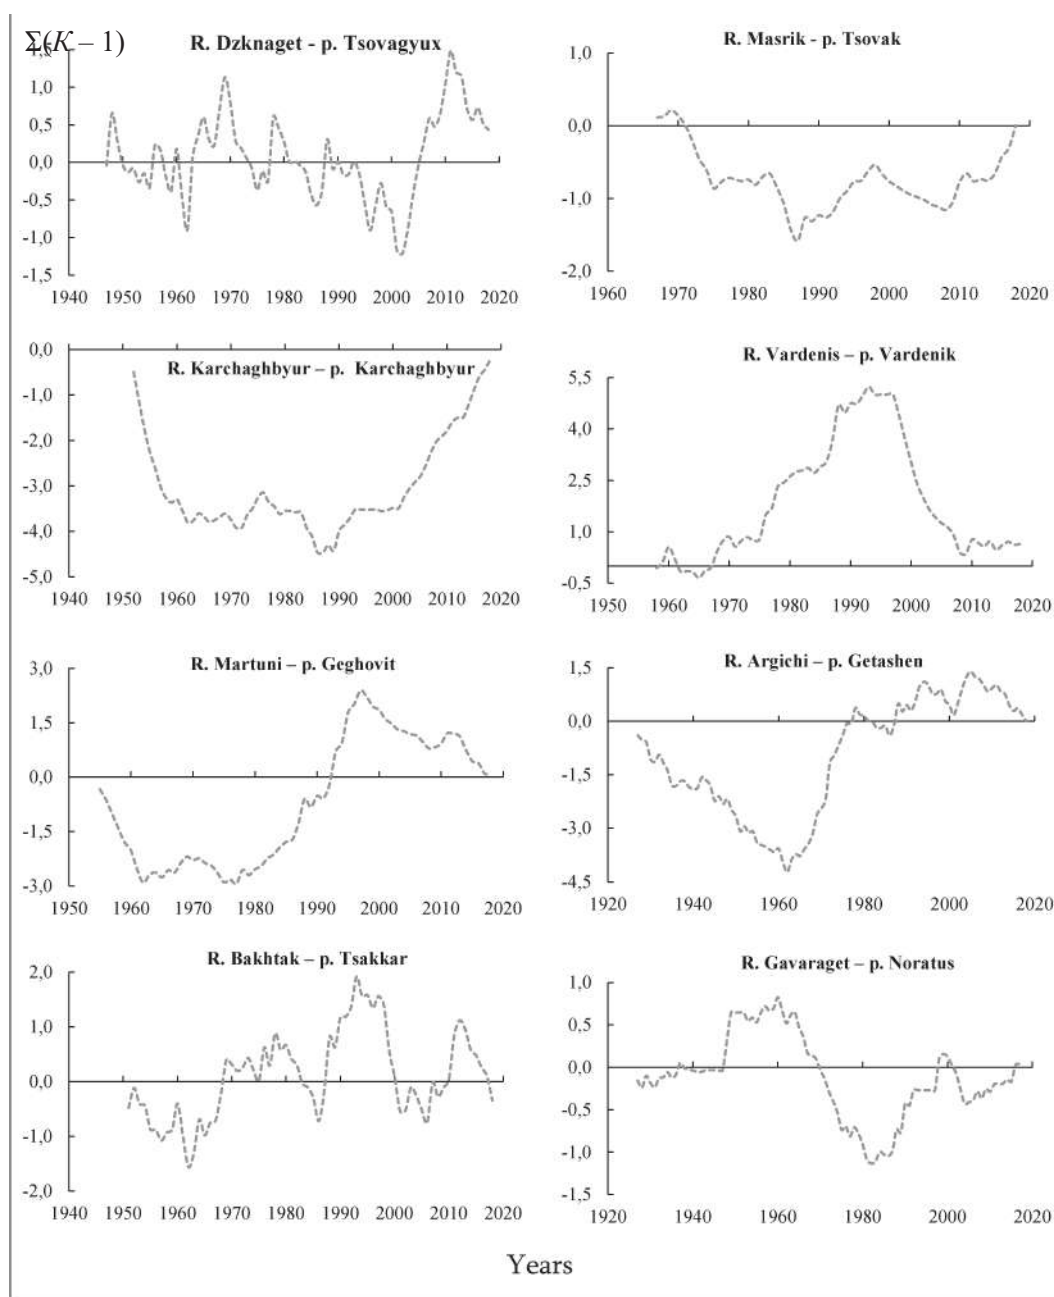 Σ(K – 1)
R. Dzknaget - p. Tsovagyux
1,5
1,0
0,5
0,0
-0,5
-1,0
-1,5
1940 1950 1960 1970 1980 1990 2000 2010 2020
R. Masrik - p. Tsovak
1,0
0,0
-1,0
-2,0
1960 1970 1980 1990 2000 2010 2020
R. Karchaghbyur – p. Karchaghbyur
0,0
-1,0
-2,0
-3,0
-4,0
-5,0
1940 1950 1960 1970 1980 1990 2000 2010 2020
R. Vardenis – p. Vardenik
5,5
4,0
2,5
1,0
-0,5
1950 1960 1970 1980 1990 2000 2010 2020
R. Martuni – p. Geghovit
3,0
1,5
0,0
-1,5
-3,0
1950 1960 1970 1980 1990 2000 2010 2020
R. Argichi – p. Getashen
1,5
0,0
-1,5
-3,0
-4,5
1920 1940 1960 1980 2000 2020
R. Bakhtak – p. Tsakkar
2,0
1,0
0,0
-1,0
-2,0
1940 1950 1960 1970 1980 1990 2000 2010 2020
R. Gavaraget – p. Noratus
1,0
0,5
0,0
-0,5
-1,0
-1,5
1920 1940 1960 1980 2000 2020
Years